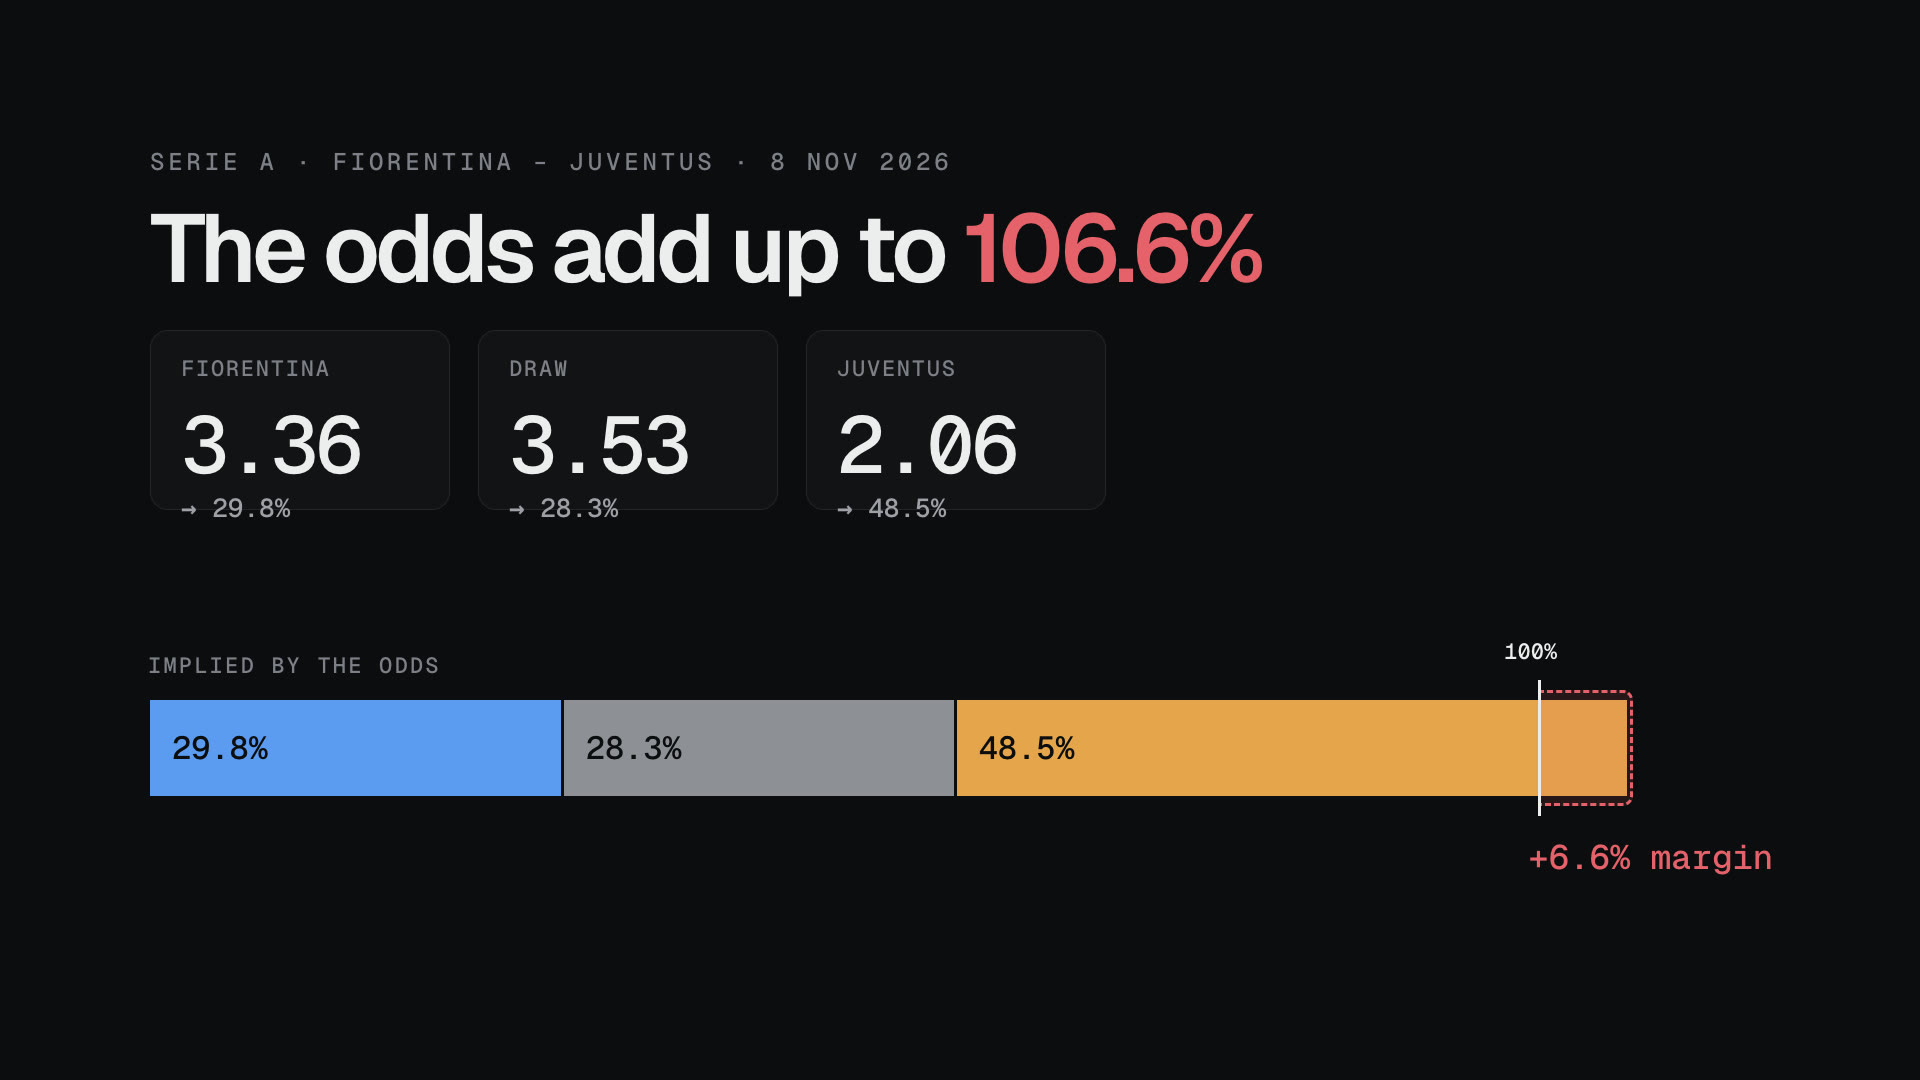 SERIE A · FIORENTINA – JUVENTUS · 8 NOV 2026
The odds add up to 106.6%
FIORENTINA
3.36
→ 29.8%
DRAW
3.53
→ 28.3%
JUVENTUS
2.06
→ 48.5%
IMPLIED BY THE ODDS
100%
29.8%
28.3%
48.5%
+6.6% margin